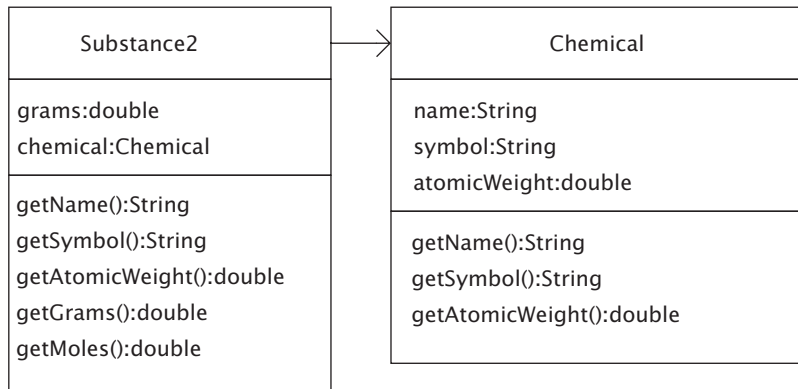 Substance2
grams:double
chemical:Chemical
getName():String
getSymbol():String
getAtomicWeight():double
getGrams():double
getMoles():double
Chemical
name:String
symbol:String
atomicWeight:double
getName():String
getSymbol():String
getAtomicWeight():double